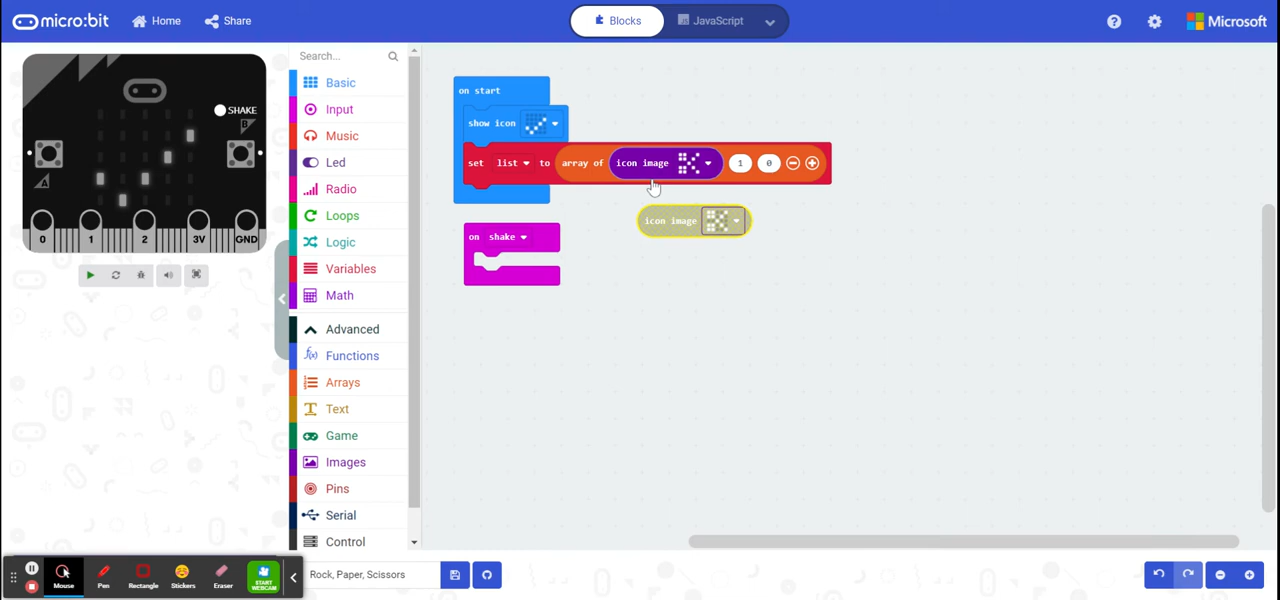 micro:bit
Home
Share
Blocks
JavaScript
Microsoft
SHAKE
A
B
0
1
2
3V
GND
Search...
Basic
Input
Music
Led
Radio
Loops
Logic
Variables
Math
Advanced
Functions
Arrays
Text
Game
Images
Pins
Serial
Control
on start
show icon
set list to array of icon image 1 0
icon image
on shake
Mouse
Pen
Rectangle
Stickers
Eraser
START
WEBCAM
Rock, Paper, Scissors